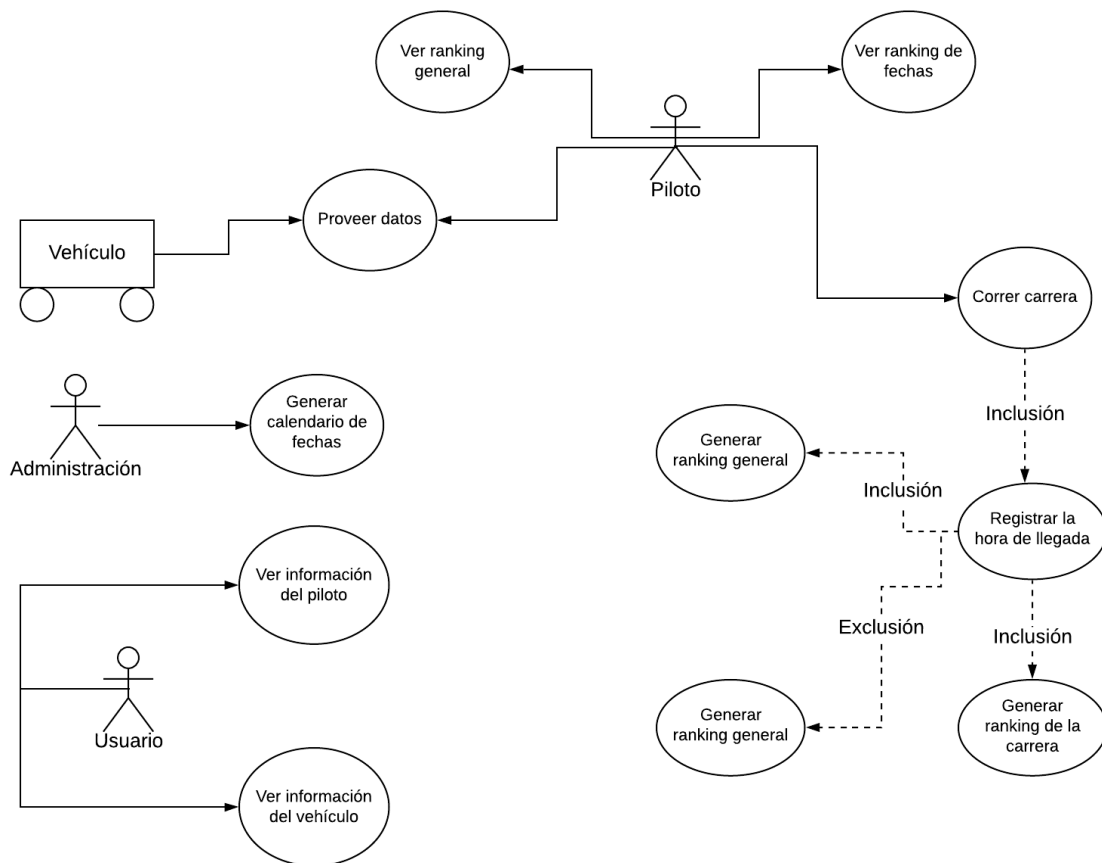 Ver ranking
general
Ver ranking de
fechas
Piloto
Proveer datos
Vehículo
Correr carrera
Generar
calendario de
fechas
Administración
Inclusión
Generar
ranking general
Inclusión
Registrar la
hora de llegada
Ver información
del piloto
Exclusión
Inclusión
Usuario
Generar
ranking general
Generar
ranking de la
carrera
Ver información
del vehículo